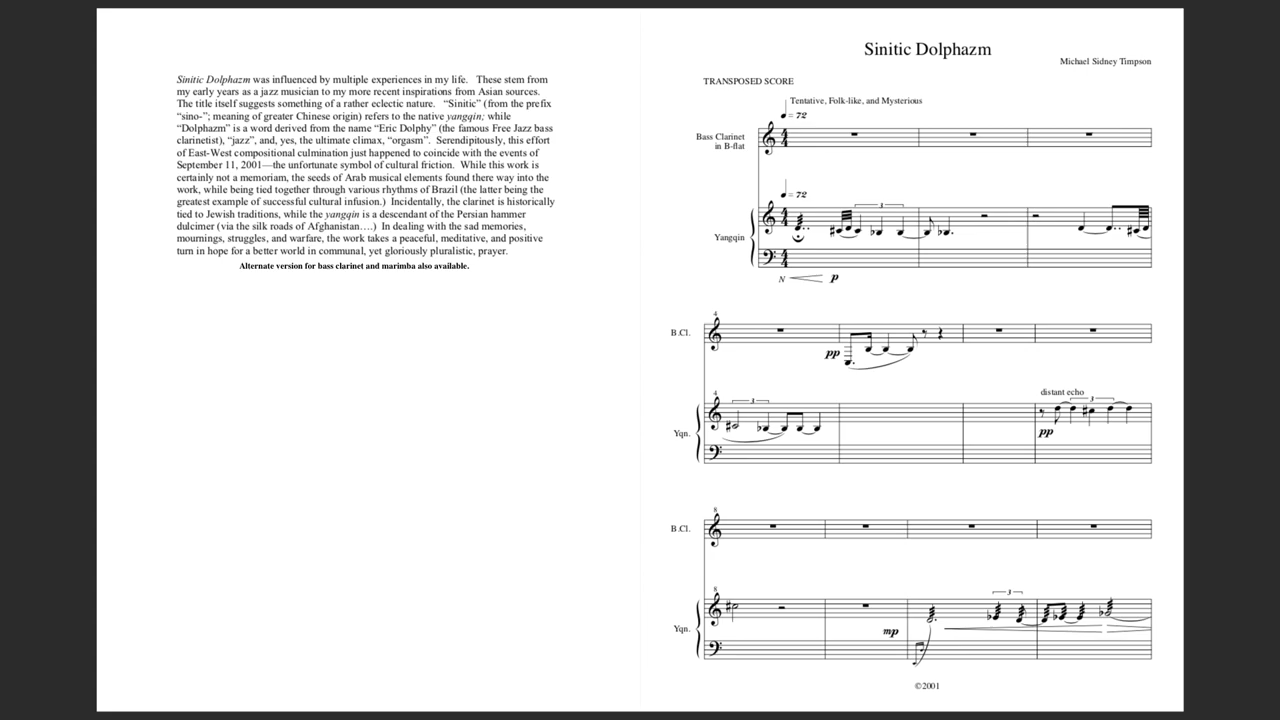 Sinitic Dolphazm was influenced by multiple experiences in my life.   These stem from
my early years as a jazz musician to my more recent inspirations from Asian sources.
The title itself suggests something of a rather eclectic nature.   “Sinitic” (from the prefix
“sino-”; meaning of greater Chinese origin) refers to the native yangqin; while
“Dolphazm” is a word derived from the name “Eric Dolphy” (the famous Free Jazz bass
clarinetist), “jazz”, and, yes, the ultimate climax, “orgasm”.  Serendipitously, this effort
of East-West compositional culmination just happened to coincide with the events of
September 11, 2001—the unfortunate symbol of cultural friction.  While this work is
certainly not a memoriam, the seeds of Arab musical elements found there way into the
work, while being tied together through various rhythms of Brazil (the latter being the
greatest example of successful cultural infusion.)  Incidentally, the clarinet is historically
tied to Jewish traditions, while the yangqin is a descendant of the Persian hammer
dulcimer (via the silk roads of Afghanistan….)  In dealing with the sad memories,
mournings, struggles, and warfare, the work takes a peaceful, meditative, and positive
turn in hope for a better world in communal, yet gloriously pluralistic, prayer.
Alternate version for bass clarinet and marimba also available.
Sinitic Dolphazm
Michael Sidney Timpson
TRANSPOSED SCORE
Tentative, Folk-like, and Mysterious
= 72
Bass Clarinet
in B-flat
= 72
3
Yangqin
N
p
4
B.Cl.
pp
4
3
distant echo
3
Yqn.
pp
8
B.Cl.
8
3
Yqn.
mp
©2001